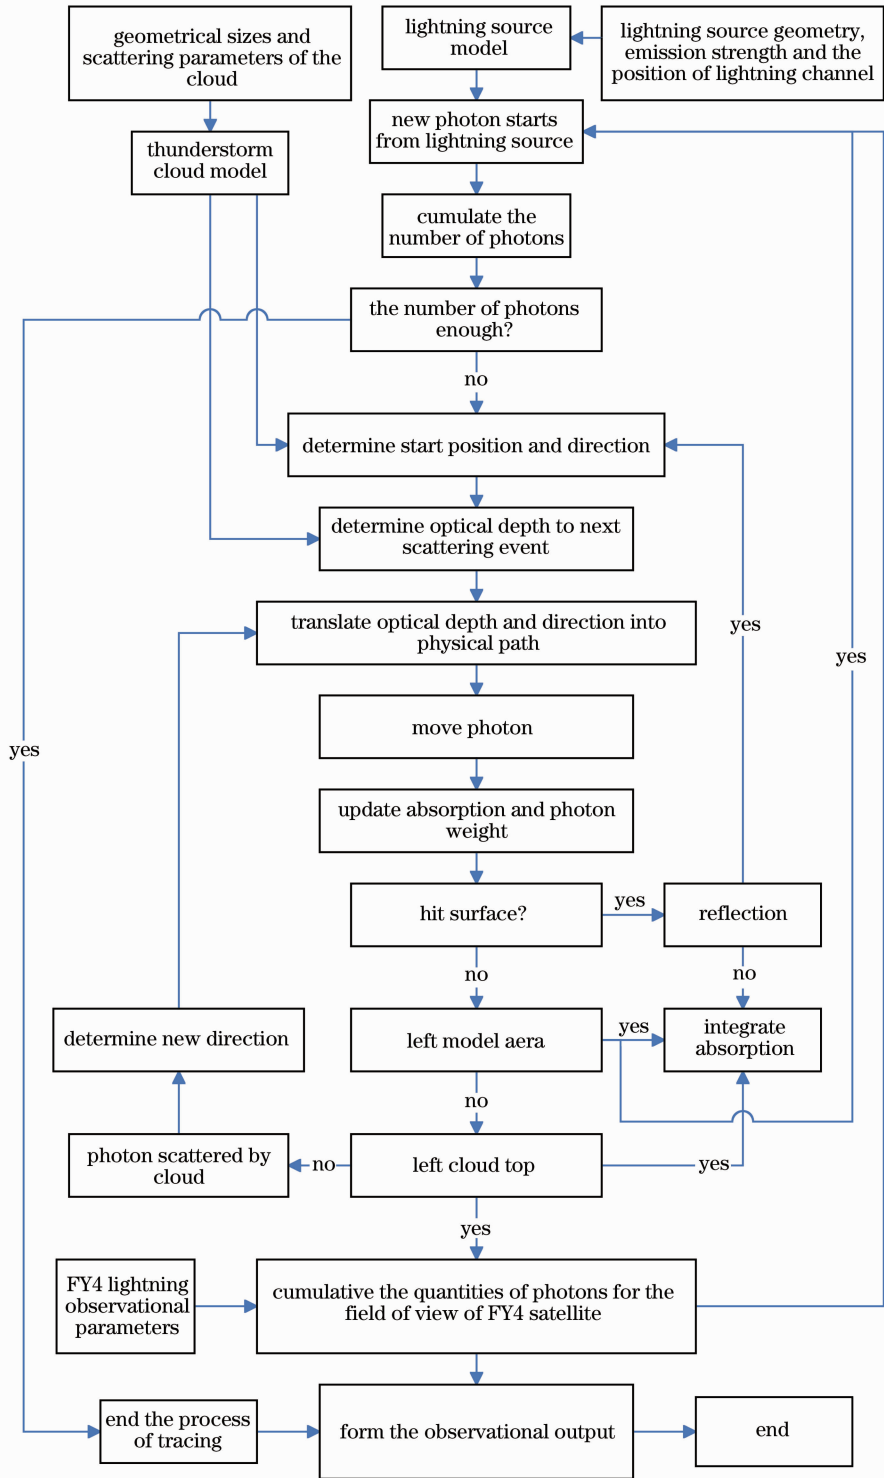 geometrical sizes and
scattering parameters of the
cloud
lightning source
model
lightning source geometry,
emission strength and the
position of lightning channel
new photon starts
from lightning source
thunderstorm
cloud model
cumulate the
number of photons
the number of photons
enough?
no
determine start position and direction
determine optical depth to next
scattering event
translate optical depth and direction into
physical path
yes
yes
move photon
yes
update absorption and photon
weight
hit surface?
yes
reflection
no
no
determine new direction
left model aera
yes
integrate
absorption
no
photon scattered by
cloud
no
left cloud top
yes
yes
FY4 lightning
observational
parameters
cumulative the quantities of photons for the
field of view of FY4 satellite
end the process
of tracing
form the observational output
end